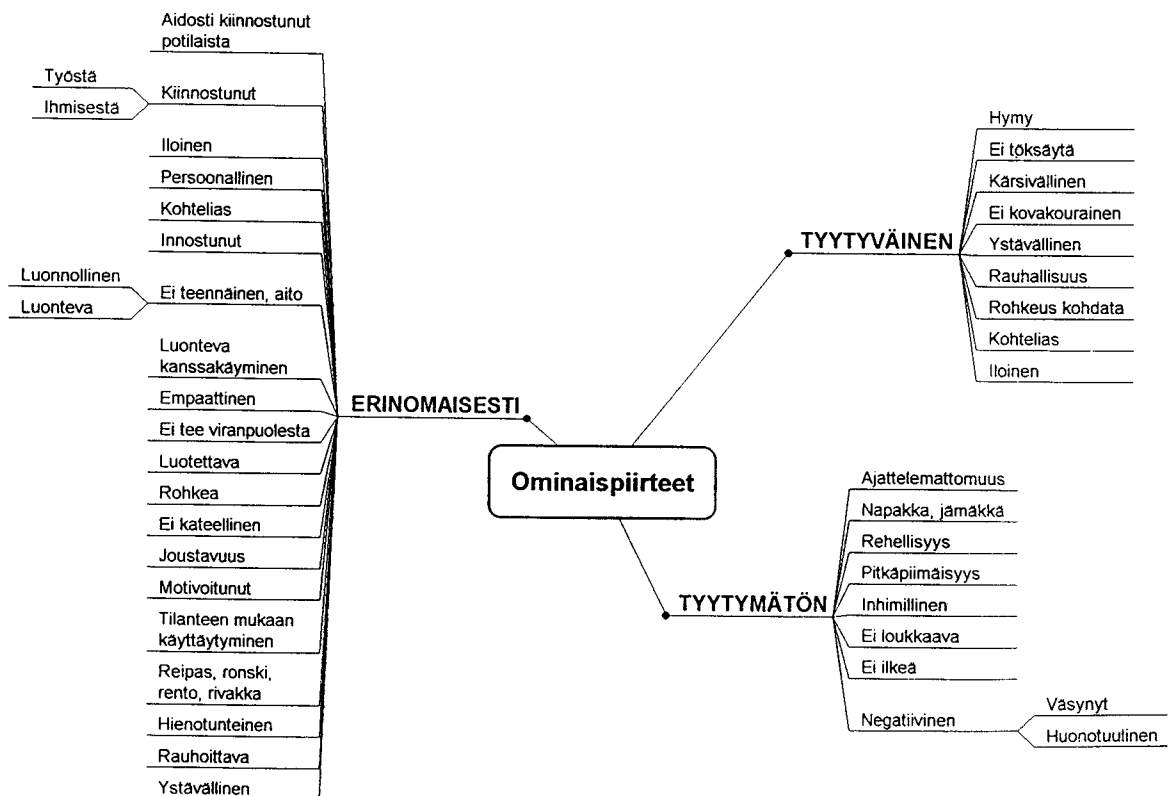 Aidosti kiinnostunut
potilaista
Työstä
Ihmisestä
Kiinnostunut
Iloinen
Persoonallinen
Kohtelias
Innostunut
Luonnollinen
Luonteva
Ei teennäinen, aito
Luonteva
kanssakäyminen
Empaattinen
Ei tee viranpuolesta
Luotettava
Rohkea
Ei kateellinen
Joustavuus
Motivoitunut
Tilanteen mukaan
käyttäytyminen
Reipas, ronski,
rento, rivakka
Hienotunteinen
Rauhoittava
Ystävällinen
ERINOMAISESTI
Ominaispiirteet
TYYTYVÄINEN
Hymy
Ei töksäytä
Kärsivällinen
Ei kovakourainen
Ystävällinen
Rauhallisuus
Rohkeus kohdata
Kohtelias
Iloinen
TYYTYMÄTÖN
Ajattelemattomuus
Napakka, jämäkkä
Rehellisyys
Pitkäpiimäisyys
Inhimillinen
Ei loukkaava
Ei ilkeä
Negatiivinen
Väsynyt
Huonotuulinen